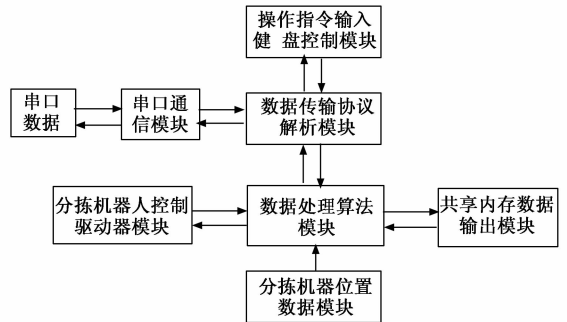 操作指令输入
健 盘控制模块
串口
数据
串口通
信模块
数据传输协议
解析模块
分拣机器人控制
驱动器模块
数据处理算法
模块
共享内存数据
输出模块
分拣机器位置
数据模块